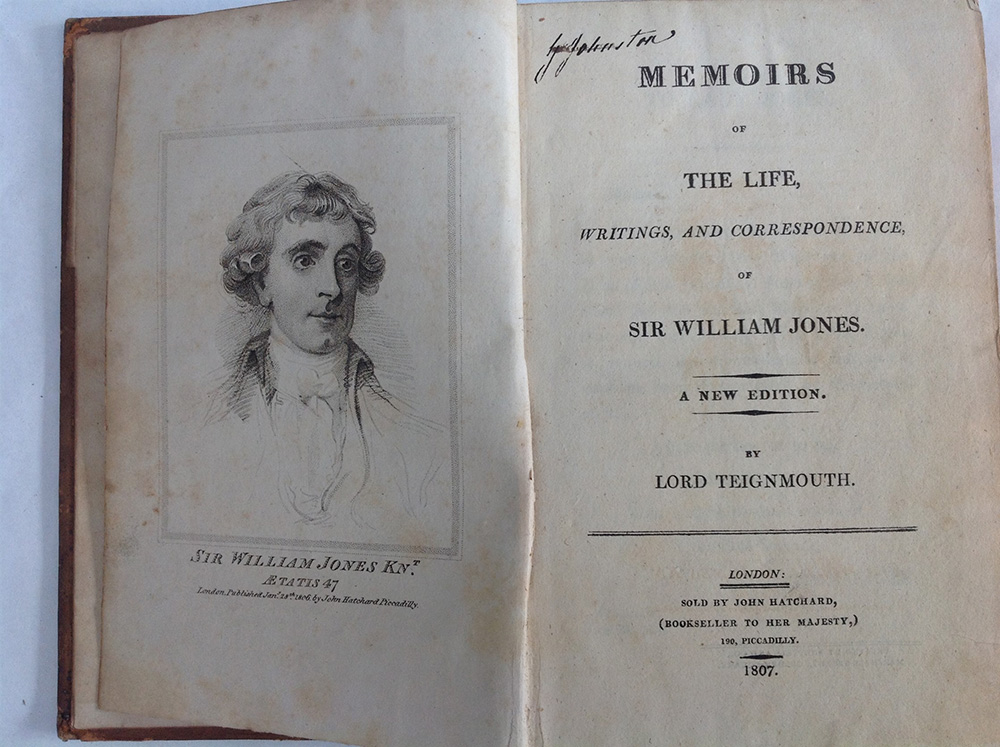 SIR WILLIAM JONES KN.T
ÆTATIS 47
London, Published Jan.y 28th 1806, by John Hatchard Piccadilly.
Johnston
MEMOIRS
OF
THE LIFE,
WRITINGS, AND CORRESPONDENCE,
OF
SIR WILLIAM JONES.
A NEW EDITION.
BY
LORD TEIGNMOUTH.
LONDON:
SOLD BY JOHN HATCHARD,
(BOOKSELLER TO HER MAJESTY,)
190, PICCADILLY.
1807.